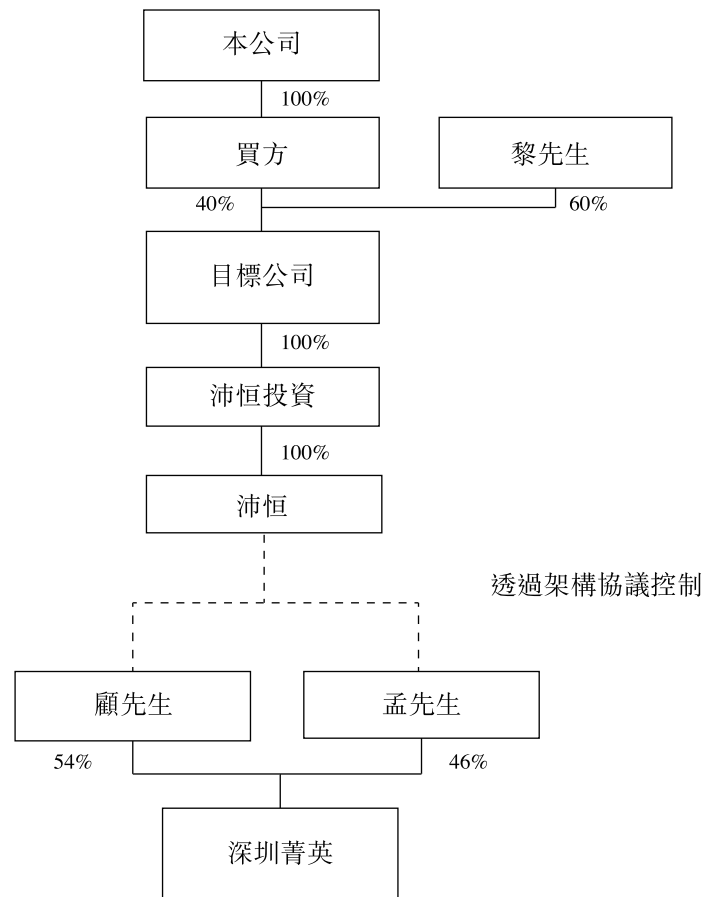 本公司
100%
買方
黎先生
40%
60%
目標公司
100%
沛恒投資
100%
沛恒
透過架構協議控制
顧先生
孟先生
54%
46%
深圳菁英